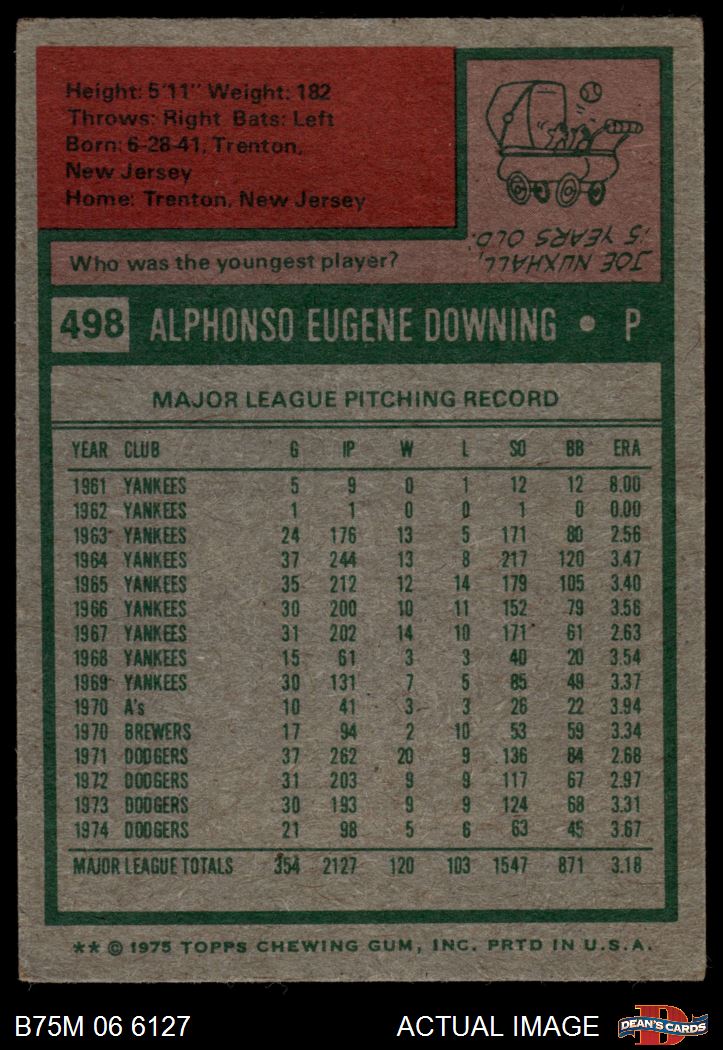 Height: 5'11" Weight: 182
Throws: Right Bats: Left
Born: 6-28-41, Trenton,
New Jersey
Home: Trenton, New Jersey
Who was the youngest player?
JOE NUXHALL,
15 YEARS OLD.
498 ALPHONSO EUGENE DOWNING • P
MAJOR LEAGUE PITCHING RECORD
YEAR CLUB G IP W L SO BB ERA
1961 YANKEES 5 9 0 1 12 12 8.00
1962 YANKEES 1 1 0 0 1 0 0.00
1963 YANKEES 24 176 13 5 171 80 2.56
1964 YANKEES 37 244 13 8 217 120 3.47
1965 YANKEES 35 212 12 14 179 105 3.40
1966 YANKEES 30 200 10 11 152 79 3.56
1967 YANKEES 31 202 14 10 171 61 2.63
1968 YANKEES 15 61 3 3 40 20 3.54
1969 YANKEES 30 131 7 5 85 49 3.37
1970 A's 10 41 3 3 26 22 3.94
1970 BREWERS 17 94 2 10 53 59 3.34
1971 DODGERS 37 262 20 9 136 84 2.68
1972 DODGERS 31 203 9 9 117 67 2.97
1973 DODGERS 30 193 9 9 124 68 3.31
1974 DODGERS 21 98 5 6 63 45 3.67
MAJOR LEAGUE TOTALS 354 2127 120 103 1547 871 3.18
** © 1975 TOPPS CHEWING GUM, INC. PRTD IN U.S.A.
B75M 06 6127 ACTUAL IMAGE D DEAN'S CARDS